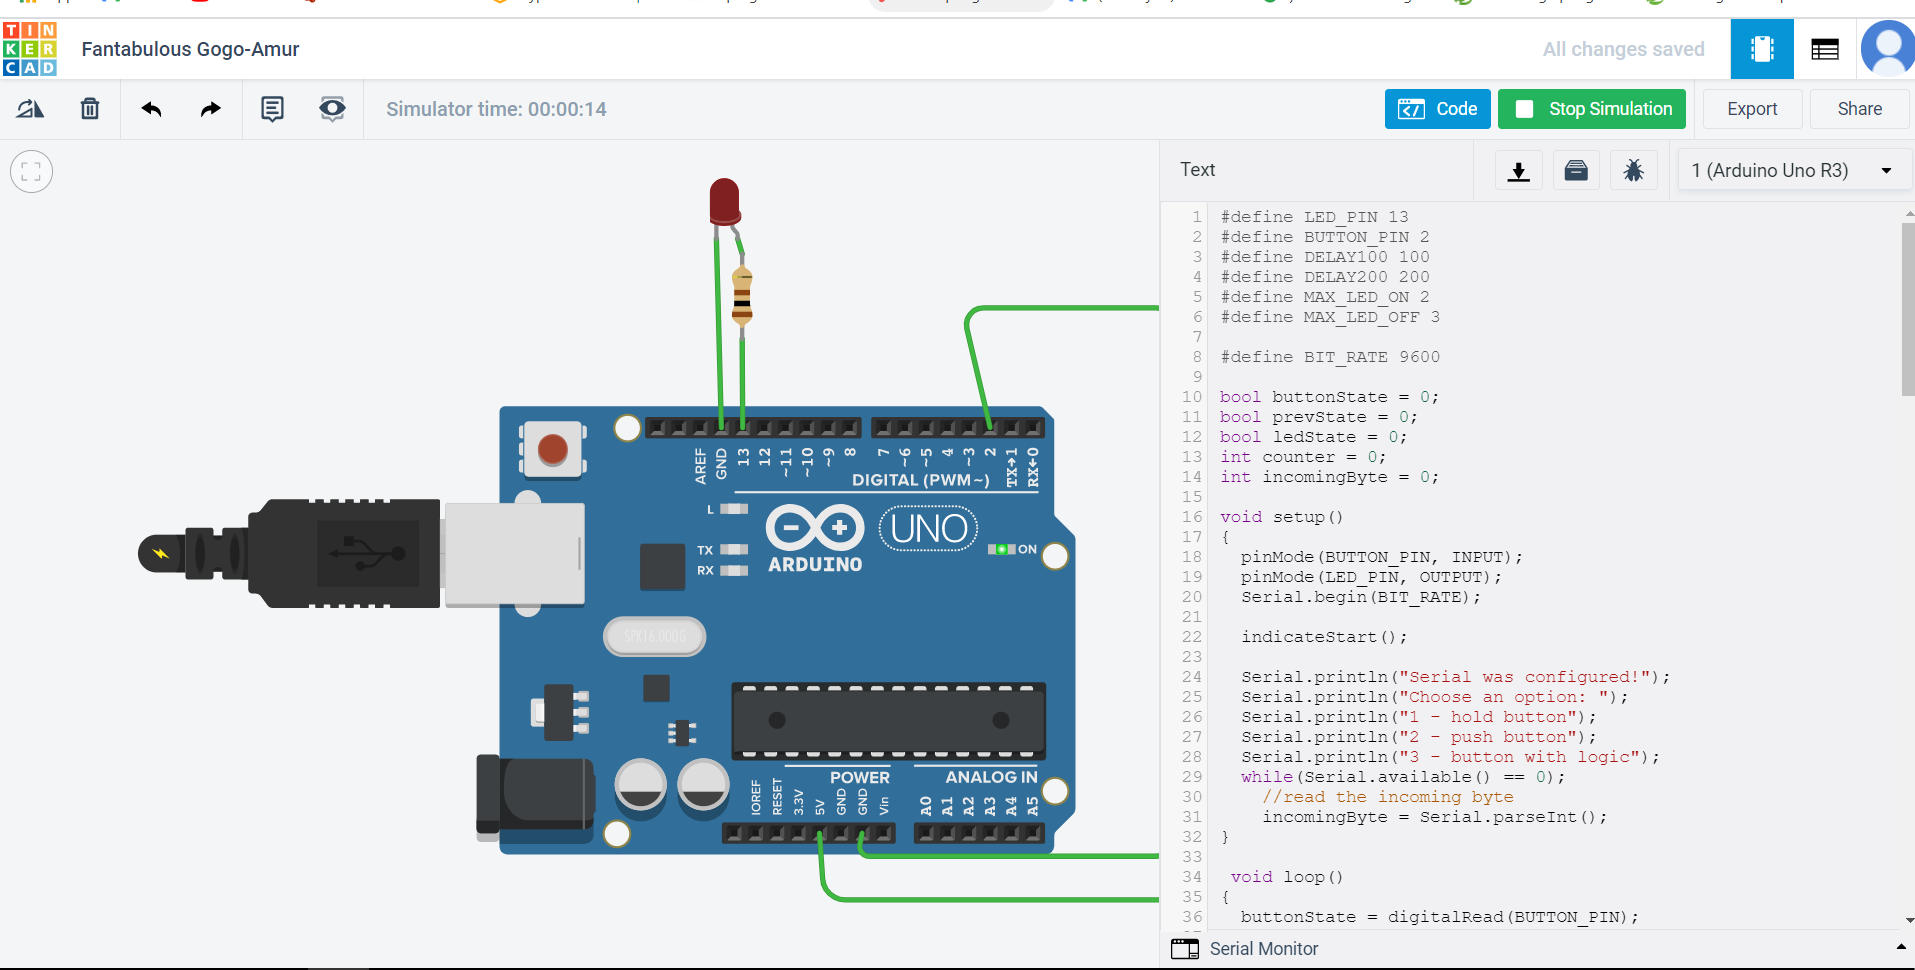 TIN
KER
CAD
Fantabulous Gogo-Amur
All changes saved
Simulator time: 00:00:14
Code
Stop Simulation
Export
Share
Text
1 (Arduino Uno R3)
1 #define LED_PIN 13
2 #define BUTTON_PIN 2
3 #define DELAY100 100
4 #define DELAY200 200
5 #define MAX_LED_ON 2
6 #define MAX_LED_OFF 3
7
8 #define BIT_RATE 9600
9
10 bool buttonState = 0;
11 bool prevState = 0;
12 bool ledState = 0;
13 int counter = 0;
14 int incomingByte = 0;
15
16 void setup()
17 {
18 pinMode(BUTTON_PIN, INPUT);
19 pinMode(LED_PIN, OUTPUT);
20 Serial.begin(BIT_RATE);
21
22 indicateStart();
23
24 Serial.println("Serial was configured!");
25 Serial.println("Choose an option: ");
26 Serial.println("1 - hold button");
27 Serial.println("2 - push button");
28 Serial.println("3 - button with logic");
29 while(Serial.available() == 0);
30 //read the incoming byte
31 incomingByte = Serial.parseInt();
32 }
33
34 void loop()
35 {
36 buttonState = digitalRead(BUTTON_PIN);
Serial Monitor
AREF GND 13 12 ~11 ~10 ~9 8 7 ~6 ~5 4 ~3 2 TX→1 RX←0
DIGITAL (PWM~)
L
TX
RX
UNO
ARDUINO
ON
SPK16.000G
POWER
ANALOG IN
IOREF RESET 3.3V 5V GND GND Vin A0 A1 A2 A3 A4 A5